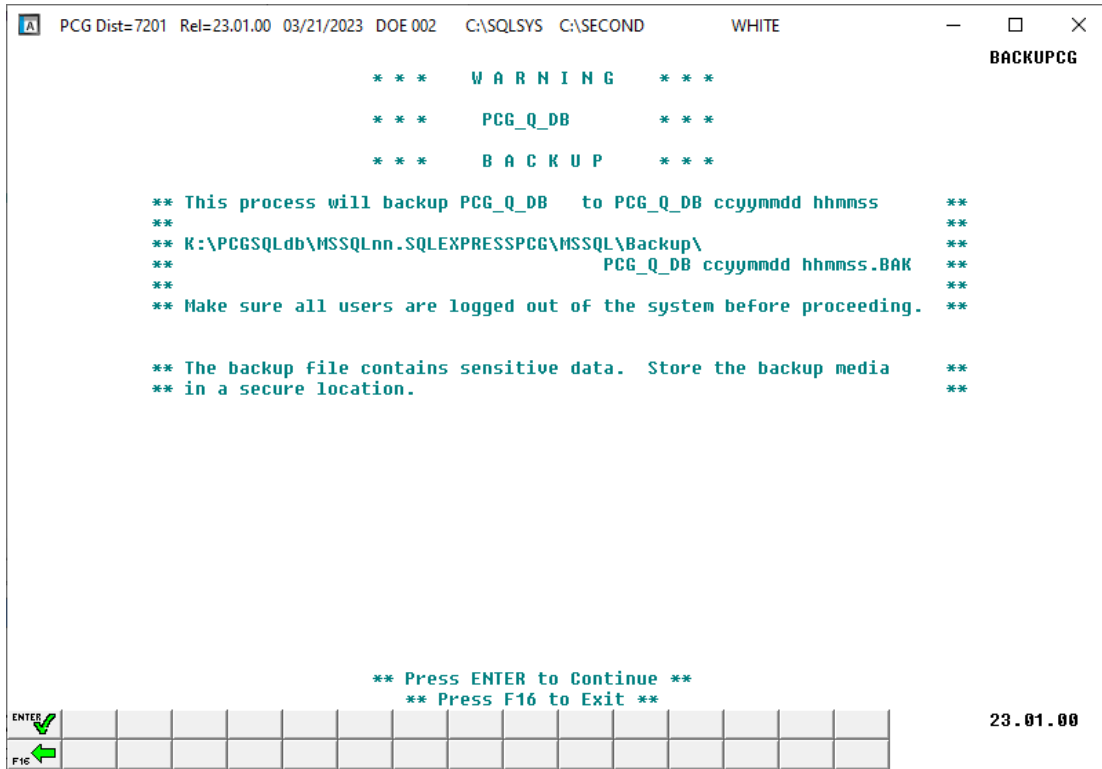 PCG Dist=7201 Rel=23.01.00 03/21/2023 DOE 002 C:\SQLSYS C:\SECOND WHITE
BACKUPCG
* * * W A R N I N G * * *
* * * PCG_Q_DB * * *
* * * B A C K U P * * *
** This process will backup PCG_Q_DB to PCG_Q_DB ccyymmdd hhmmss **
** **
** K:\PCGSQLdb\MSSQLnn.SQLEXPRESSPCG\MSSQL\Backup\ **
** PCG_Q_DB ccyymmdd hhmmss.BAK **
** **
** Make sure all users are logged out of the system before proceeding. **
** The backup file contains sensitive data. Store the backup media **
** in a secure location. **
** Press ENTER to Continue **
** Press F16 to Exit **
ENTER
23.01.00
F16